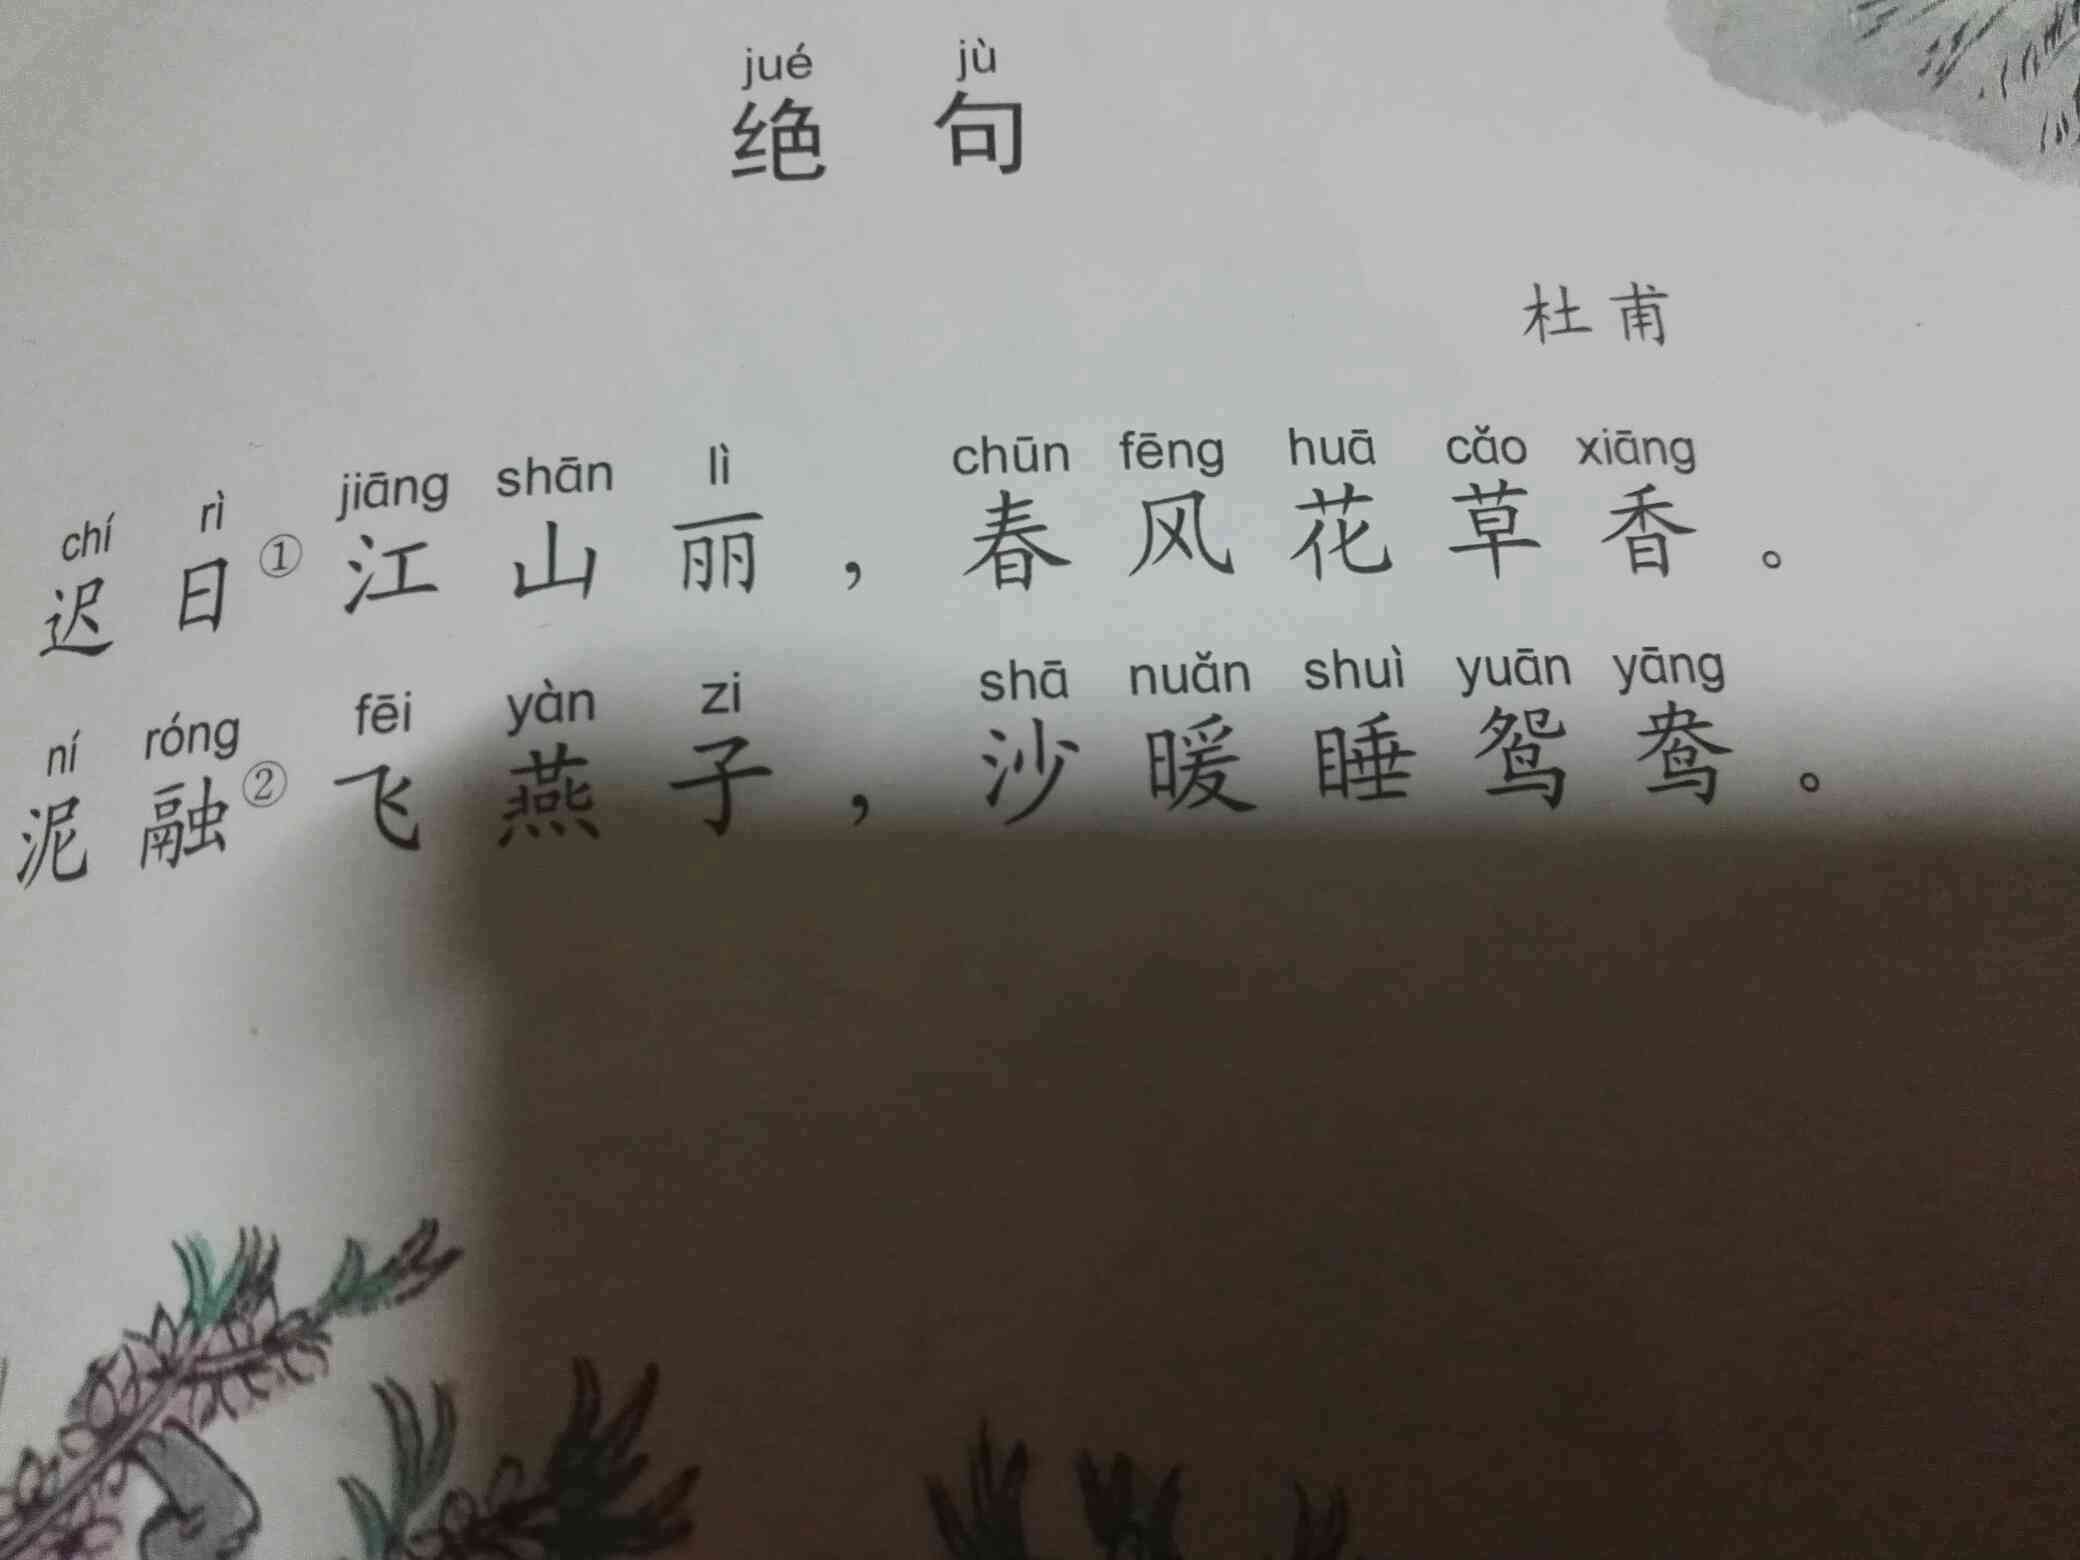 jué jù
绝句
杜甫
chí rì jiāng shān lì chūn fēng huā cǎo xiāng
迟日①江山丽，春风花草香。
ní róng fēi yàn zi shā nuǎn shuì yuān yāng
泥融②飞燕子，沙暖睡鸳鸯。